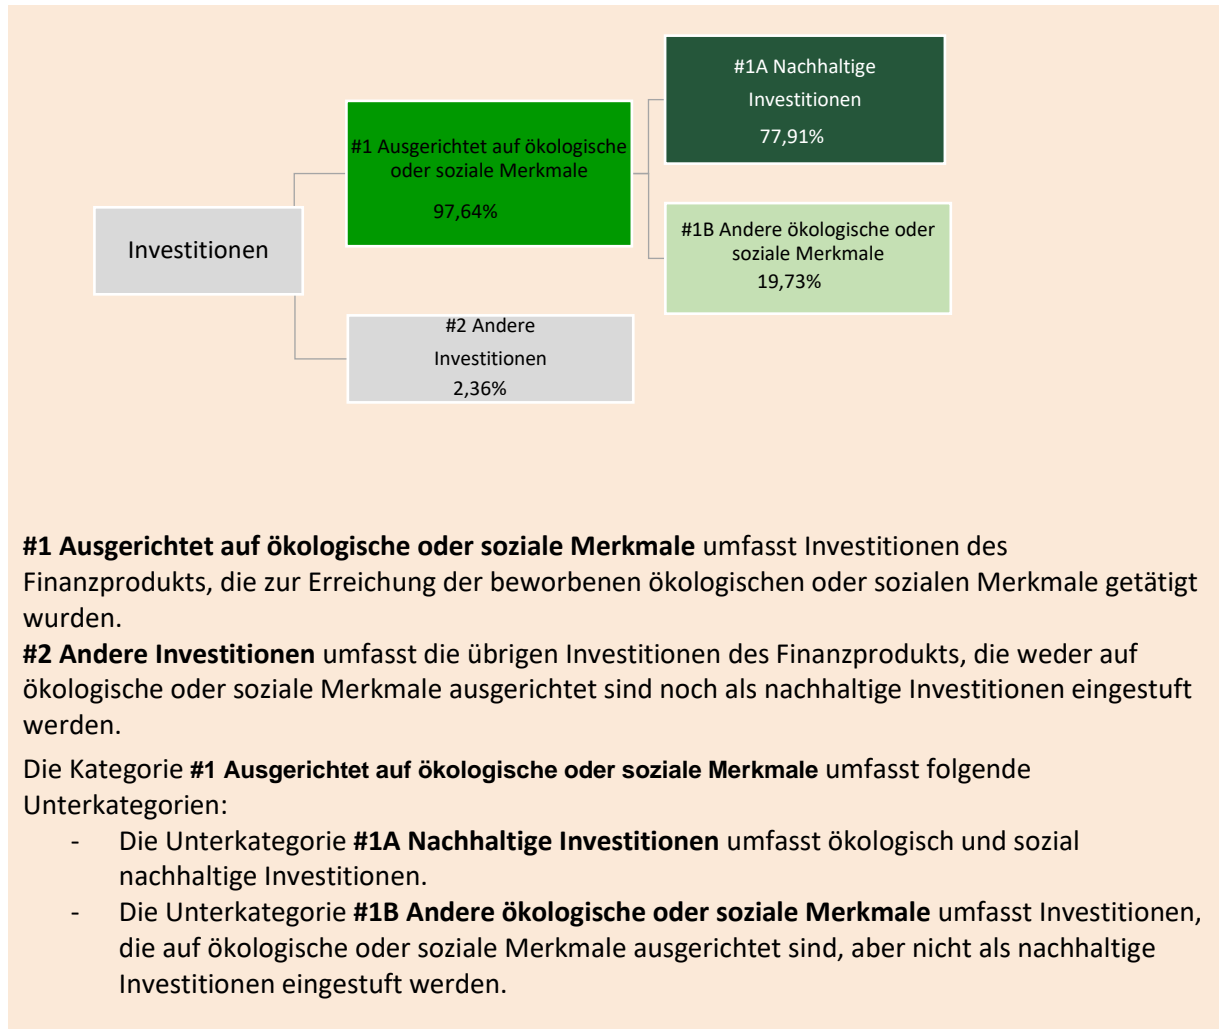 #1A Nachhaltige
Investitionen
77,91%
#1 Ausgerichtet auf ökologische
oder soziale Merkmale
97,64%
#1B Andere ökologische oder
soziale Merkmale
19,73%
Investitionen
#2 Andere
Investitionen
2,36%
#1 Ausgerichtet auf ökologische oder soziale Merkmale umfasst Investitionen des
Finanzprodukts, die zur Erreichung der beworbenen ökologischen oder sozialen Merkmale getätigt
wurden.
#2 Andere Investitionen umfasst die übrigen Investitionen des Finanzprodukts, die weder auf
ökologische oder soziale Merkmale ausgerichtet sind noch als nachhaltige Investitionen eingestuft
werden.
Die Kategorie #1 Ausgerichtet auf ökologische oder soziale Merkmale umfasst folgende
Unterkategorien:
- Die Unterkategorie #1A Nachhaltige Investitionen umfasst ökologisch und sozial
nachhaltige Investitionen.
- Die Unterkategorie #1B Andere ökologische oder soziale Merkmale umfasst Investitionen,
die auf ökologische oder soziale Merkmale ausgerichtet sind, aber nicht als nachhaltige
Investitionen eingestuft werden.